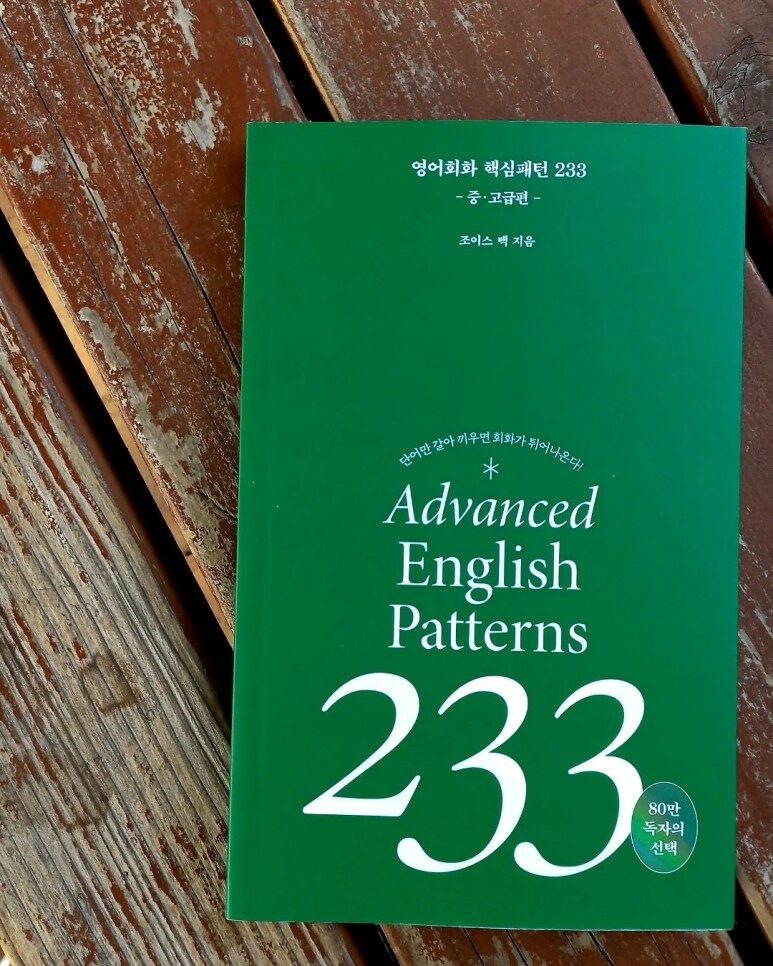 영어회화 핵심패턴 233
- 중·고급편 -
조이스 백 지음
단어만 갈아 끼우면 회화가 튀어나온다!
*
Advanced
English
Patterns
233
80만
독자의
선택